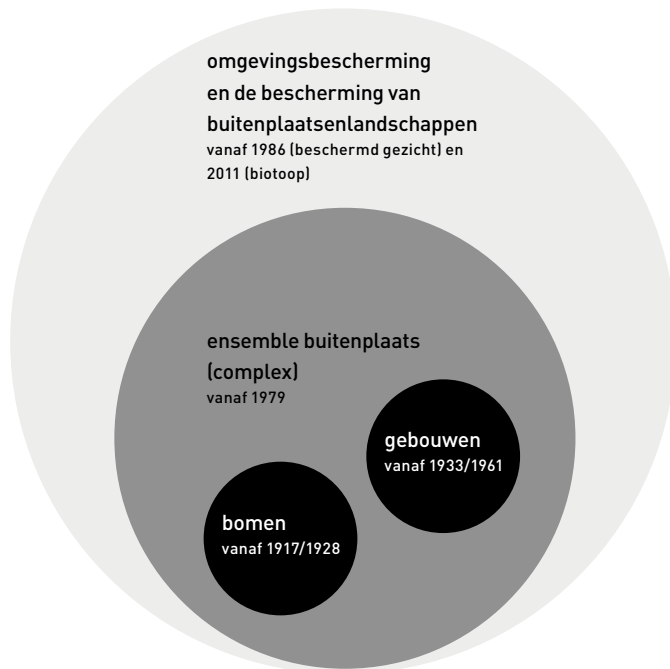 omgevingsbescherming
en de bescherming van
buitenplaatsenlandschappen
vanaf 1986 (beschermd gezicht) en
2011 (biotoop)
ensemble buitenplaats
(complex)
vanaf 1979
gebouwen
vanaf 1933/1961
bomen
vanaf 1917/1928